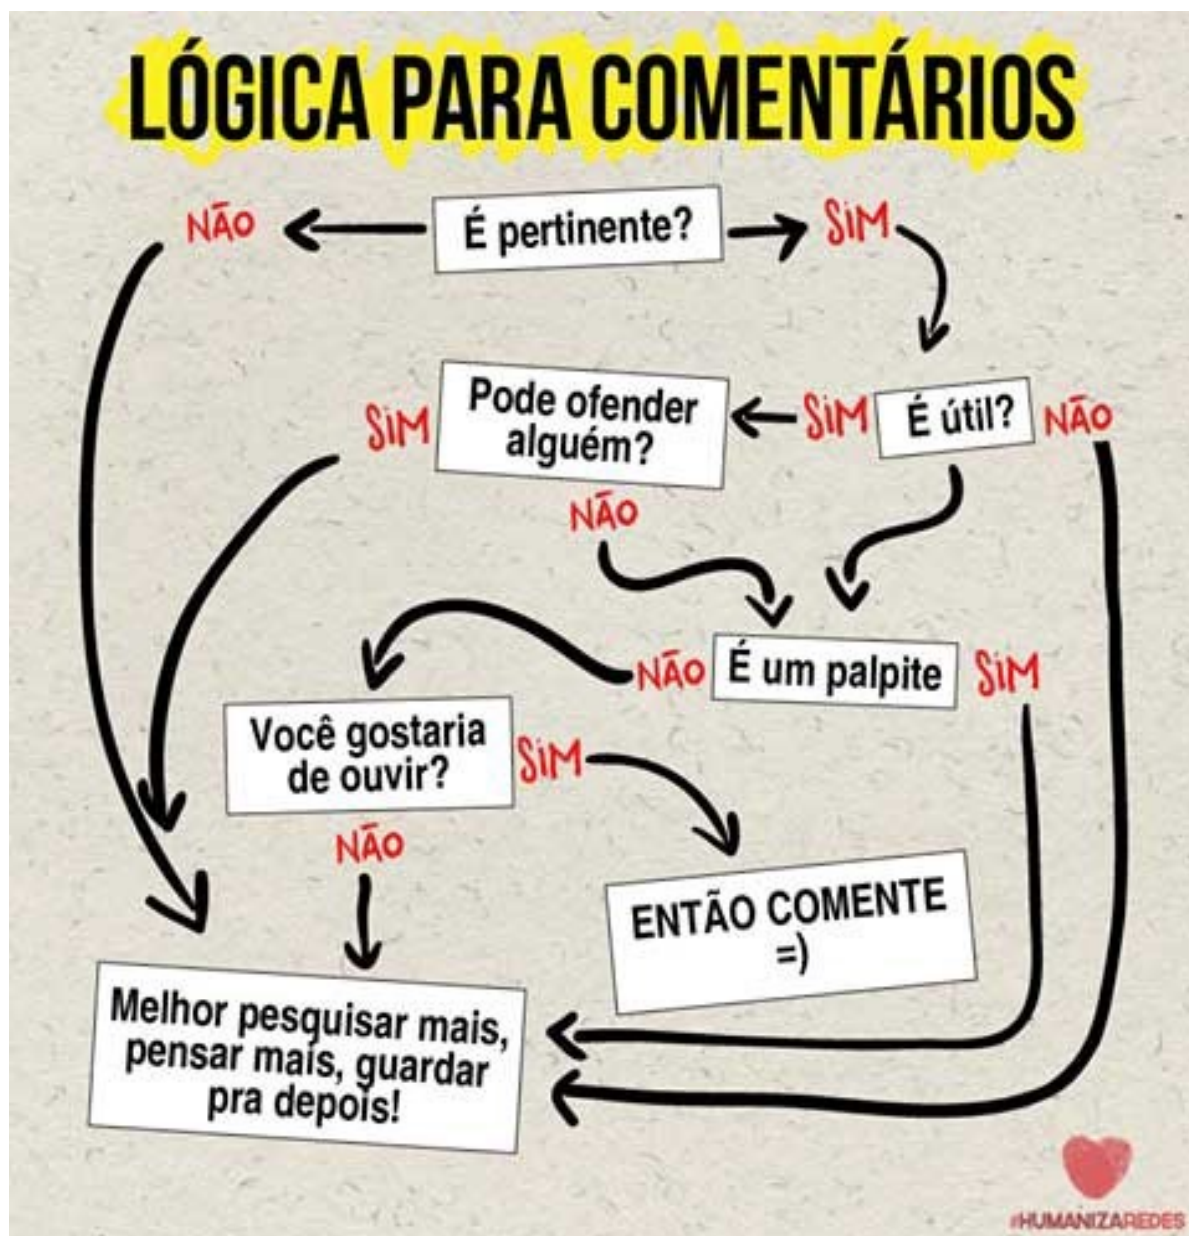 LÓGICA PARA COMENTÁRIOS
NÃO
É pertinente?
SiM
SiM
Pode ofender
alguém?
SiM
É útil?
NÃO
NÃO
NÃO
É um palpite
SiM
Você gostaria
de ouvir?
SiM
NÃO
ENTÃO COMENTE
=)
Melhor pesquisar mais,
pensar mais, guardar
pra depois!
#HUMANIZAREDES